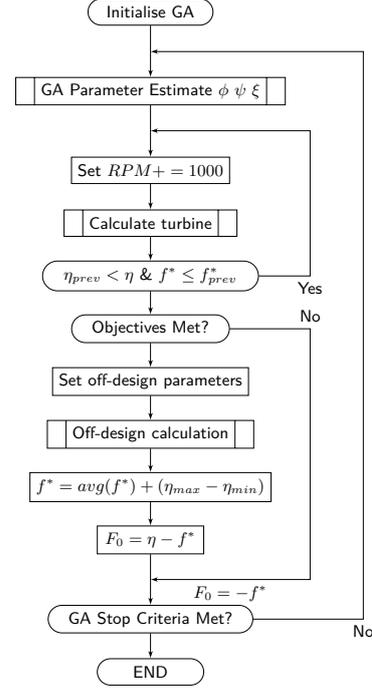 Initialise GA
GA Parameter Estimate ϕ ψ ξ
Set RPM+ = 1000
Calculate turbine
η_prev < η & f* ≤ f*_prev
Yes
No
Objectives Met?
Set off-design parameters
Off-design calculation
f* = avg(f*) + (η_max − η_min)
F_0 = η − f*
F_0 = −f*
GA Stop Criteria Met?
No
END